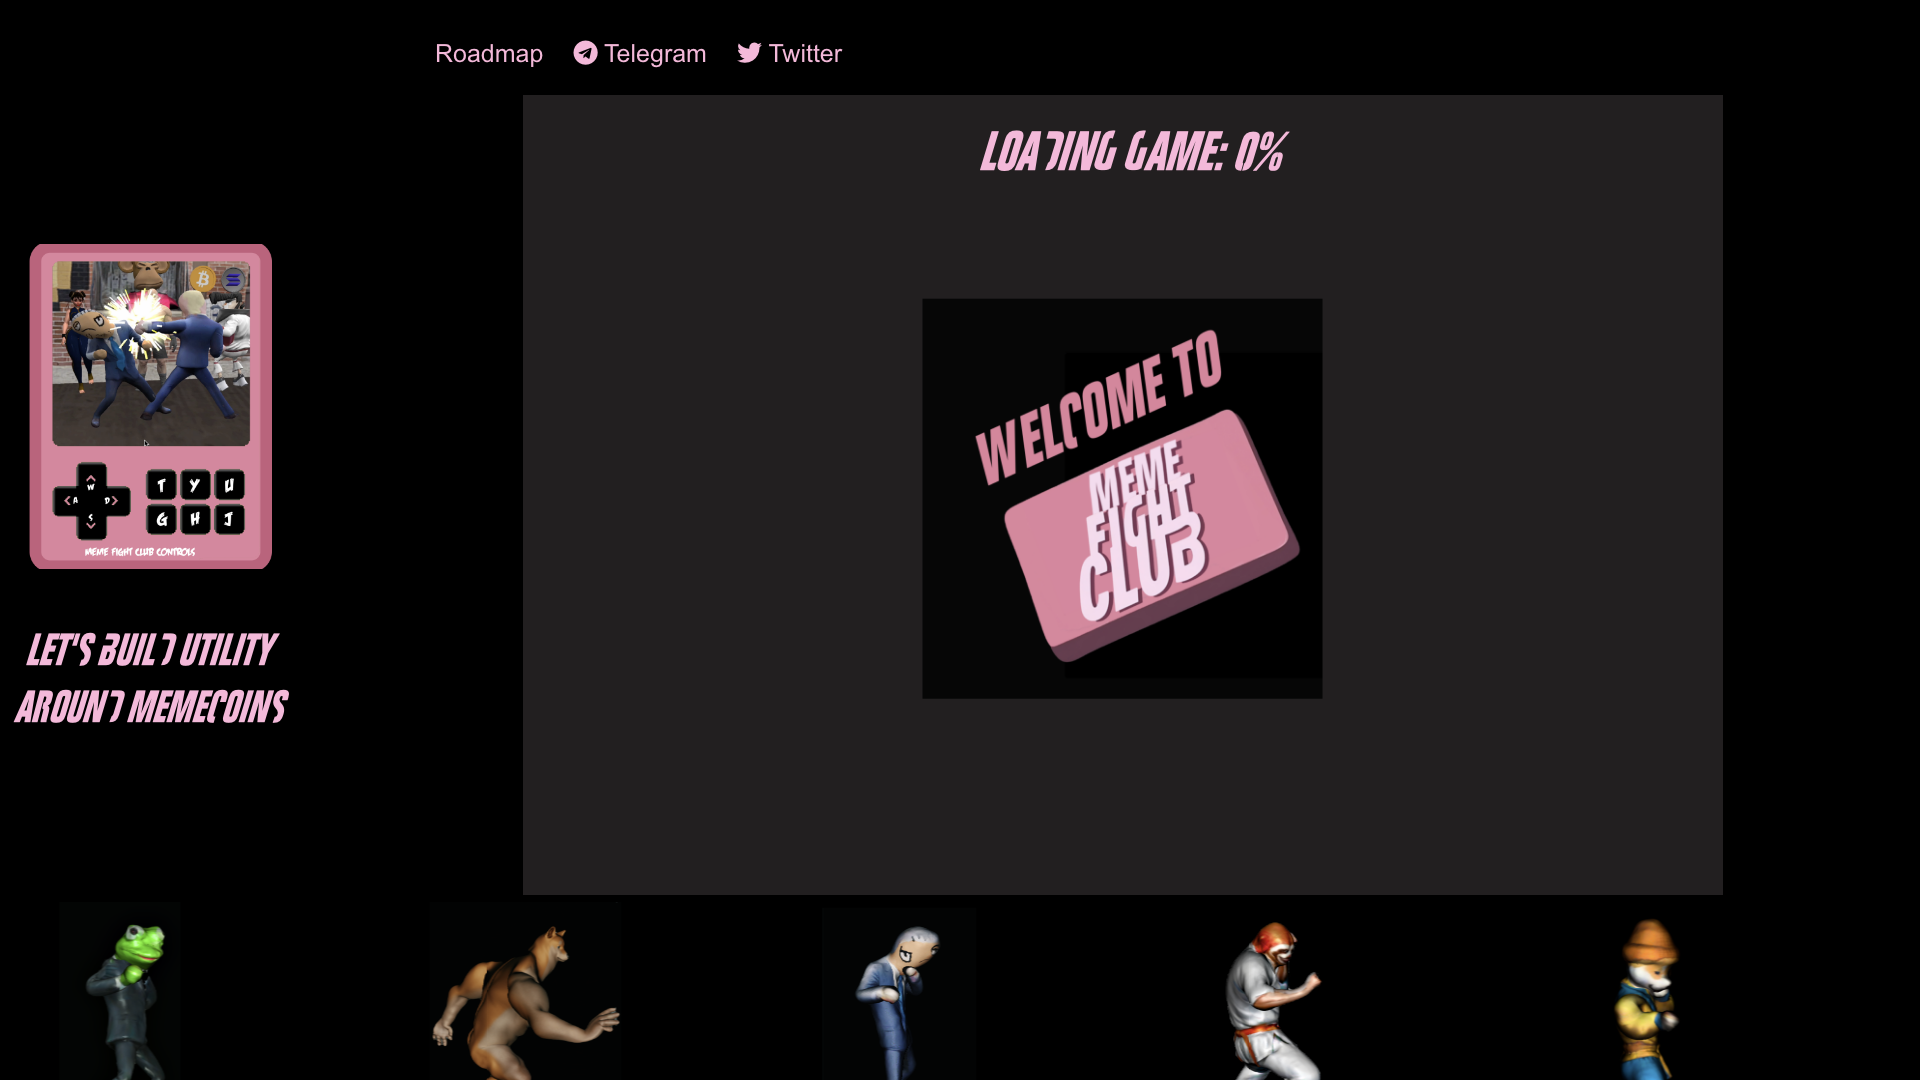 Roadmap Telegram Twitter
LOADING GAME: 0%
WELCOME TO
MEME
FIGHT
CLUB
W
A D
S
T Y U
G H J
MEME FIGHT CLUB CONTROLS
LET'S BUILD UTILITY
AROUND MEMECOINS